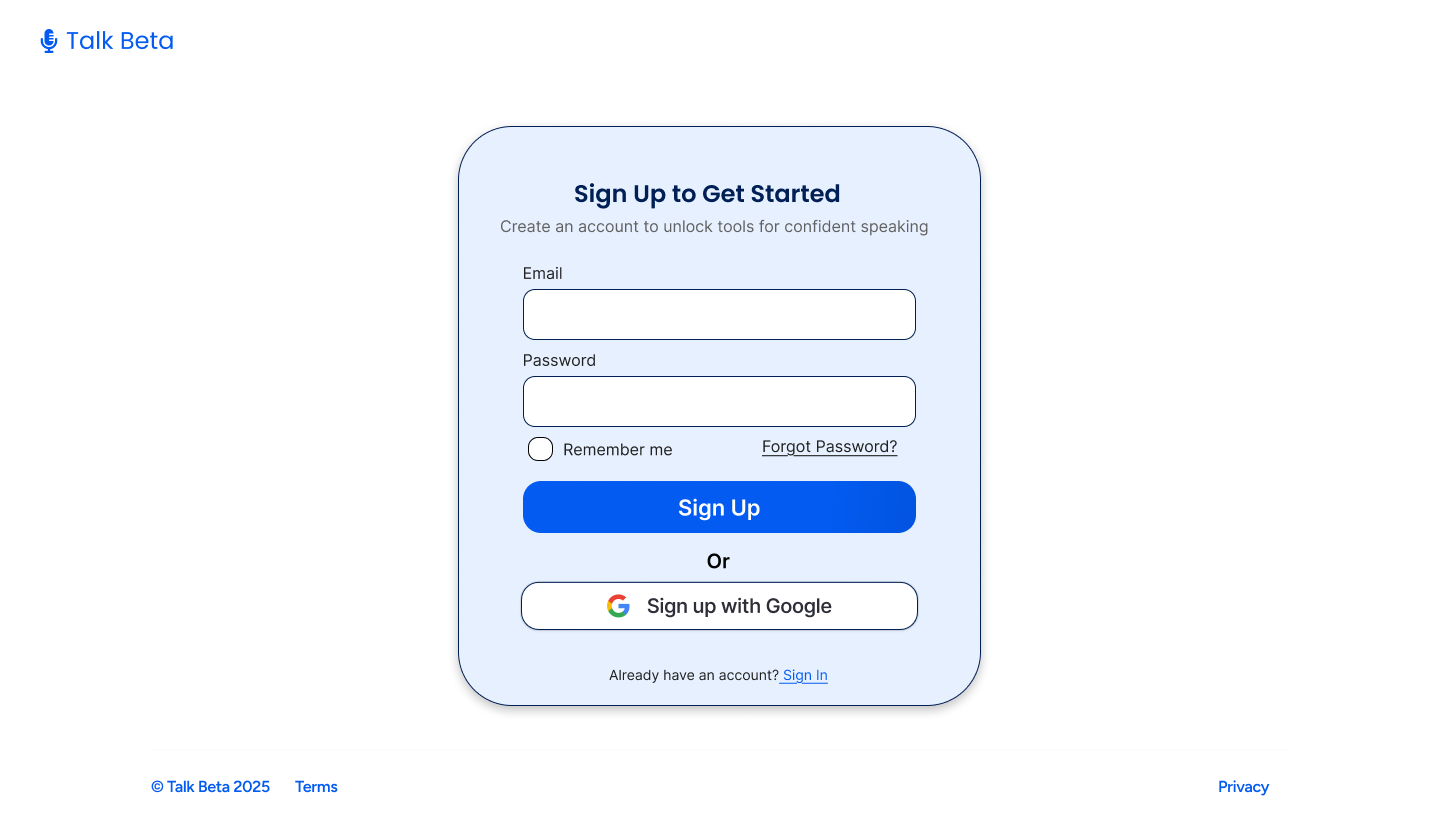 Talk Beta
Sign Up to Get Started
Create an account to unlock tools for confident speaking
Email
Password
Remember me
Forgot Password?
Sign Up
Or
Sign up with Google
Already have an account? Sign In
© Talk Beta 2025
Terms
Privacy